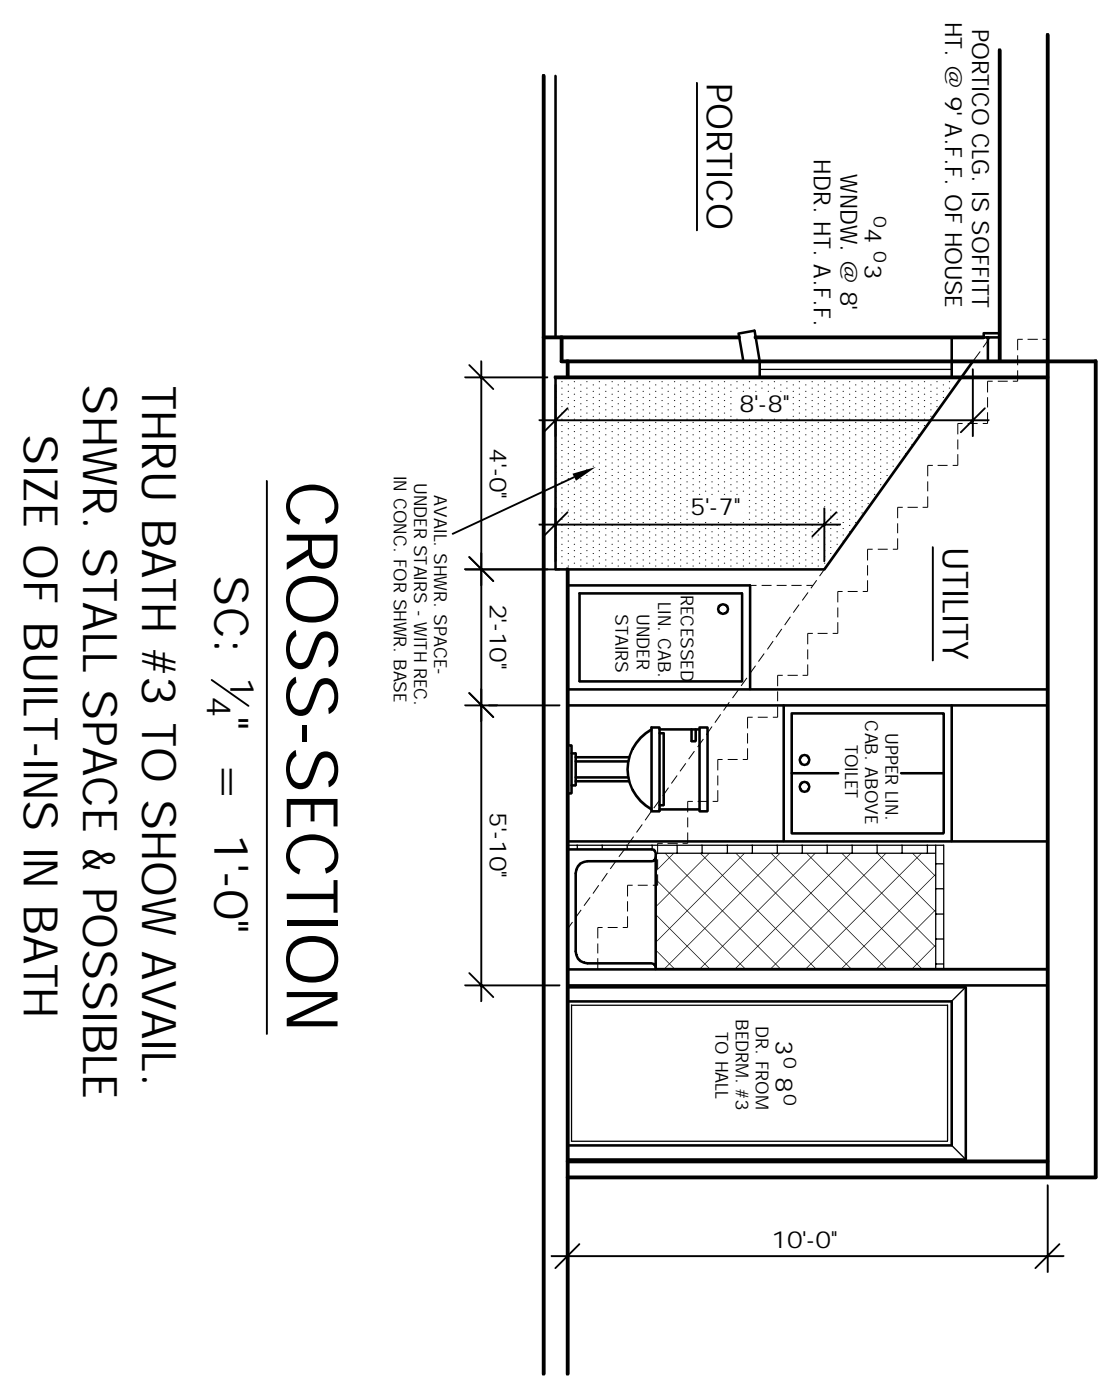 PORTICO CLG. IS SOFFITT
HT. @ 9' A.F.F. OF HOUSE
04 03
WNDW. @ 8'
HDR. HT. A.F.F.
PORTICO
UTILITY
8'-8"
5'-7"
RECESSED
LIN. CAB.
UNDER
STAIRS
UPPER LIN.
CAB. ABOVE
TOILET
30 80
DR. FROM
BEDRM. #3
TO HALL
10'-0"
4'-0"
2'-10"
5'-10"
AVAIL. SHWR. SPACE-
UNDER STAIRS - WITH REC.
IN CONC. FOR SHWR. BASE
CROSS-SECTION
SC: ¼" = 1'-0"
THRU BATH #3 TO SHOW AVAIL.
SHWR. STALL SPACE & POSSIBLE
SIZE OF BUILT-INS IN BATH